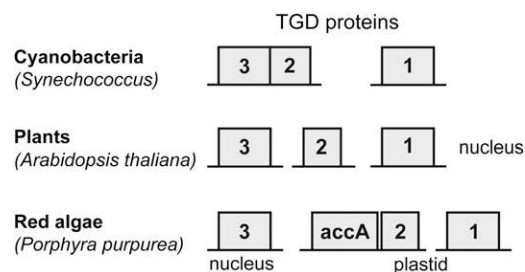 TGD proteins
Cyanobacteria
(Synechococcus)
3 2 1
Plants
(Arabidopsis thaliana)
3 2 1 nucleus
Red algae
(Porphyra purpurea)
3 accA 2 1
nucleus plastid